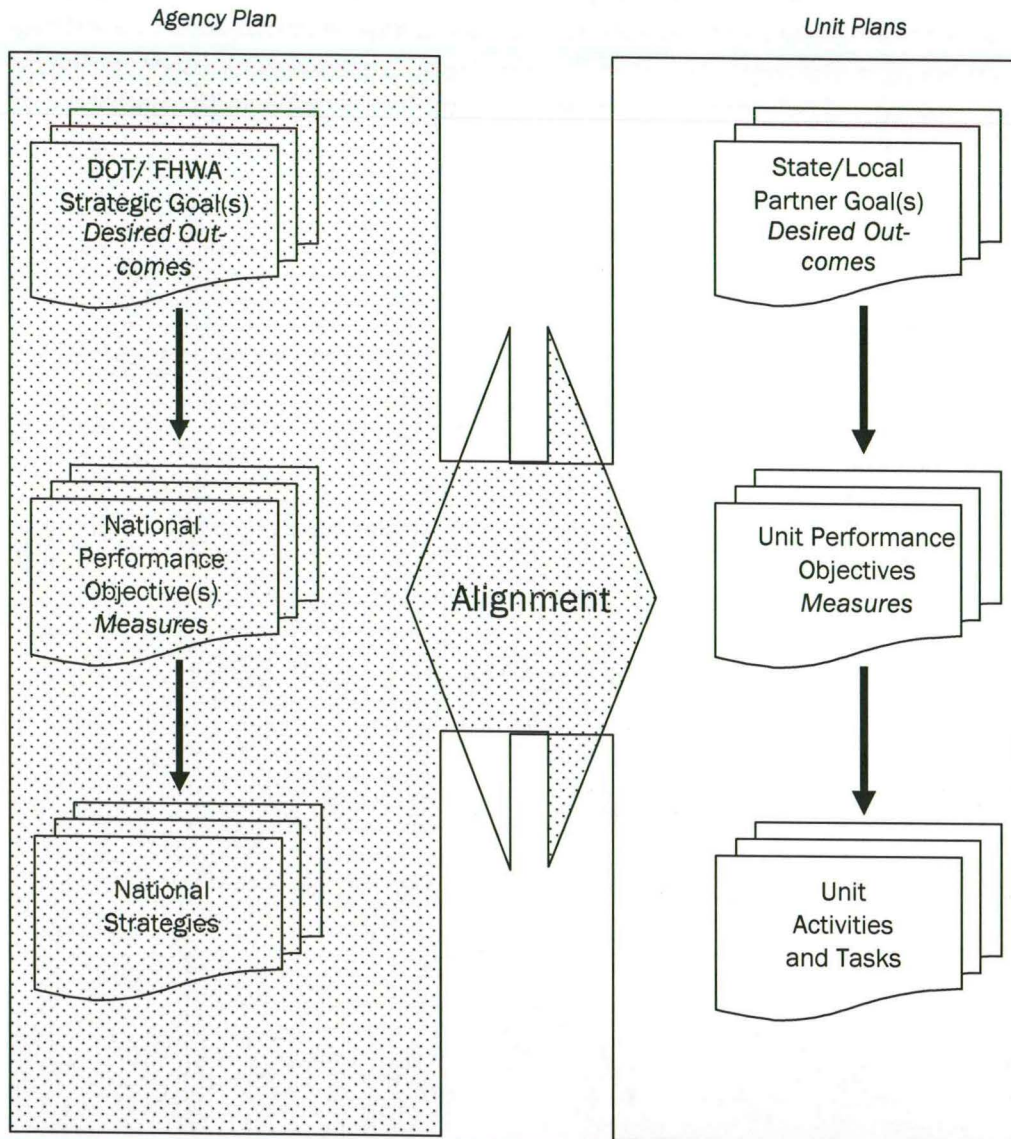 Agency Plan
Unit Plans
DOT/ FHWA
Strategic Goal(s)
Desired Out-
comes
State/Local
Partner Goal(s)
Desired Out-
comes
National
Performance
Objective(s)
Measures
Alignment
Unit Performance
Objectives
Measures
National
Strategies
Unit
Activities
and Tasks